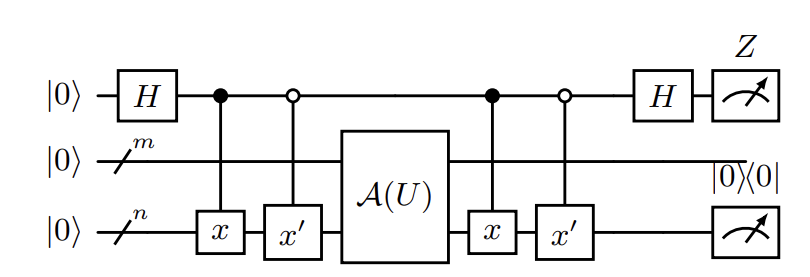 Z
|0⟩ H H
|0⟩ m
|0⟩⟨0|
A(U)
|0⟩ n x x′ x x′